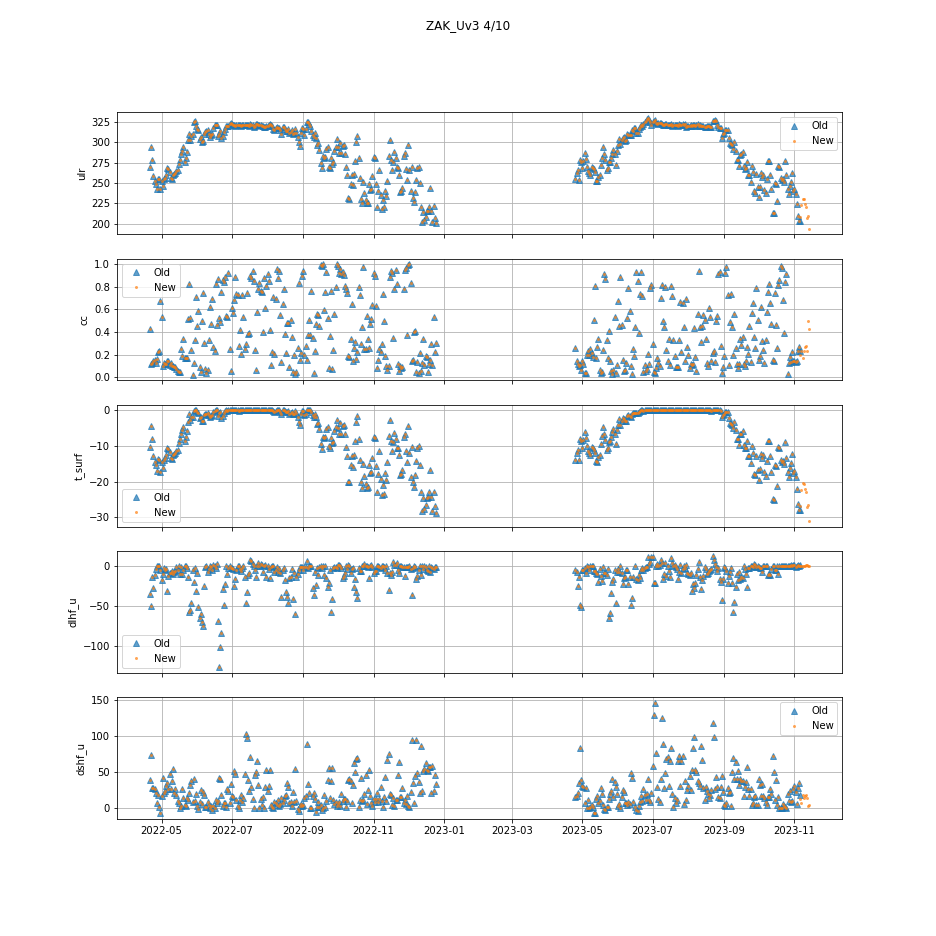 ZAK_Uv3 4/10
325
300
275
250
225
200
ulr
Old
New
1.0
0.8
0.6
0.4
0.2
0.0
cc
Old
New
0
−10
−20
−30
t_surf
Old
New
0
−50
−100
dlhf_u
Old
New
150
100
50
0
dshf_u
Old
New
2022-05 2022-07 2022-09 2022-11 2023-01 2023-03 2023-05 2023-07 2023-09 2023-11